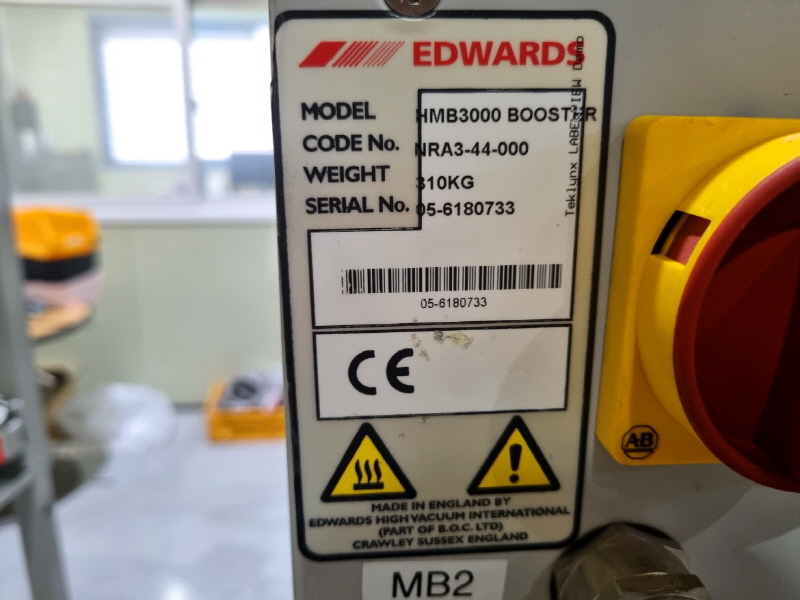 EDWARDS
MODEL HMB3000 BOOSTER
CODE No. NRA3-44-000
WEIGHT 310KG
SERIAL No. 05-6180733
Teklynx LABELVIEW Demo
05-6180733
CE
MADE IN ENGLAND BY
EDWARDS HIGH VACUUM INTERNATIONAL
(PART OF B.O.C. LTD)
CRAWLEY SUSSEX ENGLAND
MB2
AB